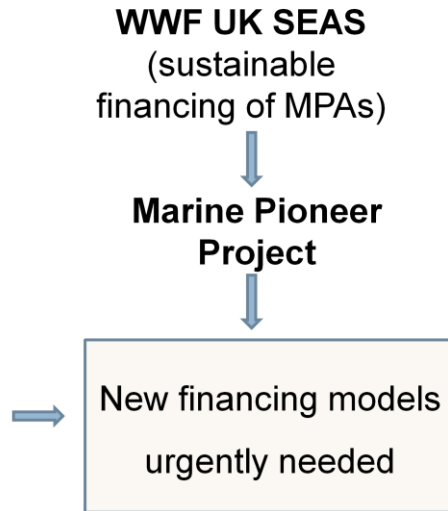 WWF UK SEAS
(sustainable
financing of MPAs)
Marine Pioneer
Project
New financing models
urgently needed